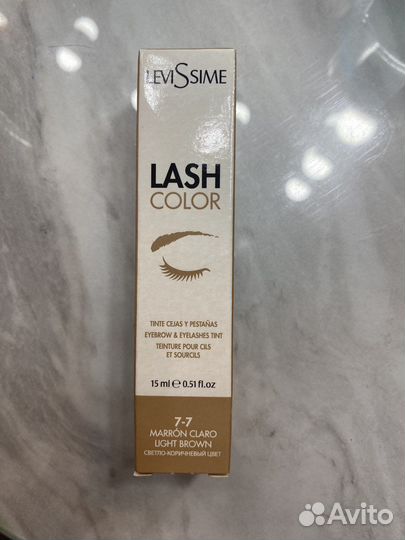 LEVISSIME
LASH
COLOR
TINTE CEJAS Y PESTAÑAS
EYEBROW & EYELASHES TINT
TEINTURE POUR CILS
ET SOURCILS
15 ml ℮ 0.51 fl.oz
7-7
MARRÓN CLARO
LIGHT BROWN
СВЕТЛО-КОРИЧНЕВЫЙ ЦВЕТ
Avito